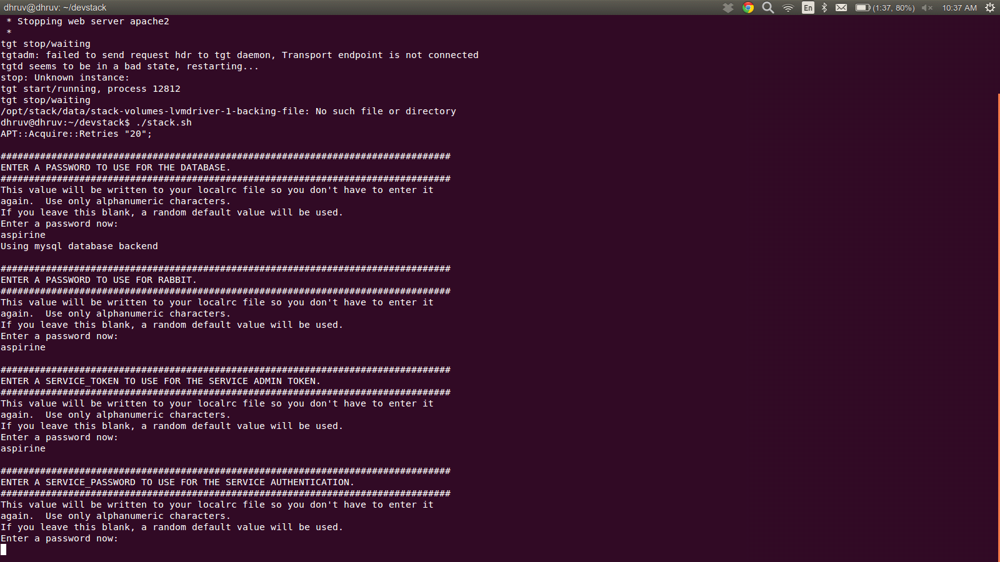 dhruv@dhruv: ~/devstack
En
(1:37, 80%)
10:37 AM
 * Stopping web server apache2
 *
tgt stop/waiting
tgtadm: failed to send request hdr to tgt daemon, Transport endpoint is not connected
tgtd seems to be in a bad state, restarting...
stop: Unknown instance:
tgt start/running, process 12812
tgt stop/waiting
/opt/stack/data/stack-volumes-lvmdriver-1-backing-file: No such file or directory
dhruv@dhruv:~/devstack$ ./stack.sh
APT::Acquire::Retries "20";
################################################################################
ENTER A PASSWORD TO USE FOR THE DATABASE.
################################################################################
This value will be written to your localrc file so you don't have to enter it
again.  Use only alphanumeric characters.
If you leave this blank, a random default value will be used.
Enter a password now:
aspirine
Using mysql database backend
################################################################################
ENTER A PASSWORD TO USE FOR RABBIT.
################################################################################
This value will be written to your localrc file so you don't have to enter it
again.  Use only alphanumeric characters.
If you leave this blank, a random default value will be used.
Enter a password now:
aspirine
################################################################################
ENTER A SERVICE_TOKEN TO USE FOR THE SERVICE ADMIN TOKEN.
################################################################################
This value will be written to your localrc file so you don't have to enter it
again.  Use only alphanumeric characters.
If you leave this blank, a random default value will be used.
Enter a password now:
aspirine
################################################################################
ENTER A SERVICE_PASSWORD TO USE FOR THE SERVICE AUTHENTICATION.
################################################################################
This value will be written to your localrc file so you don't have to enter it
again.  Use only alphanumeric characters.
If you leave this blank, a random default value will be used.
Enter a password now: